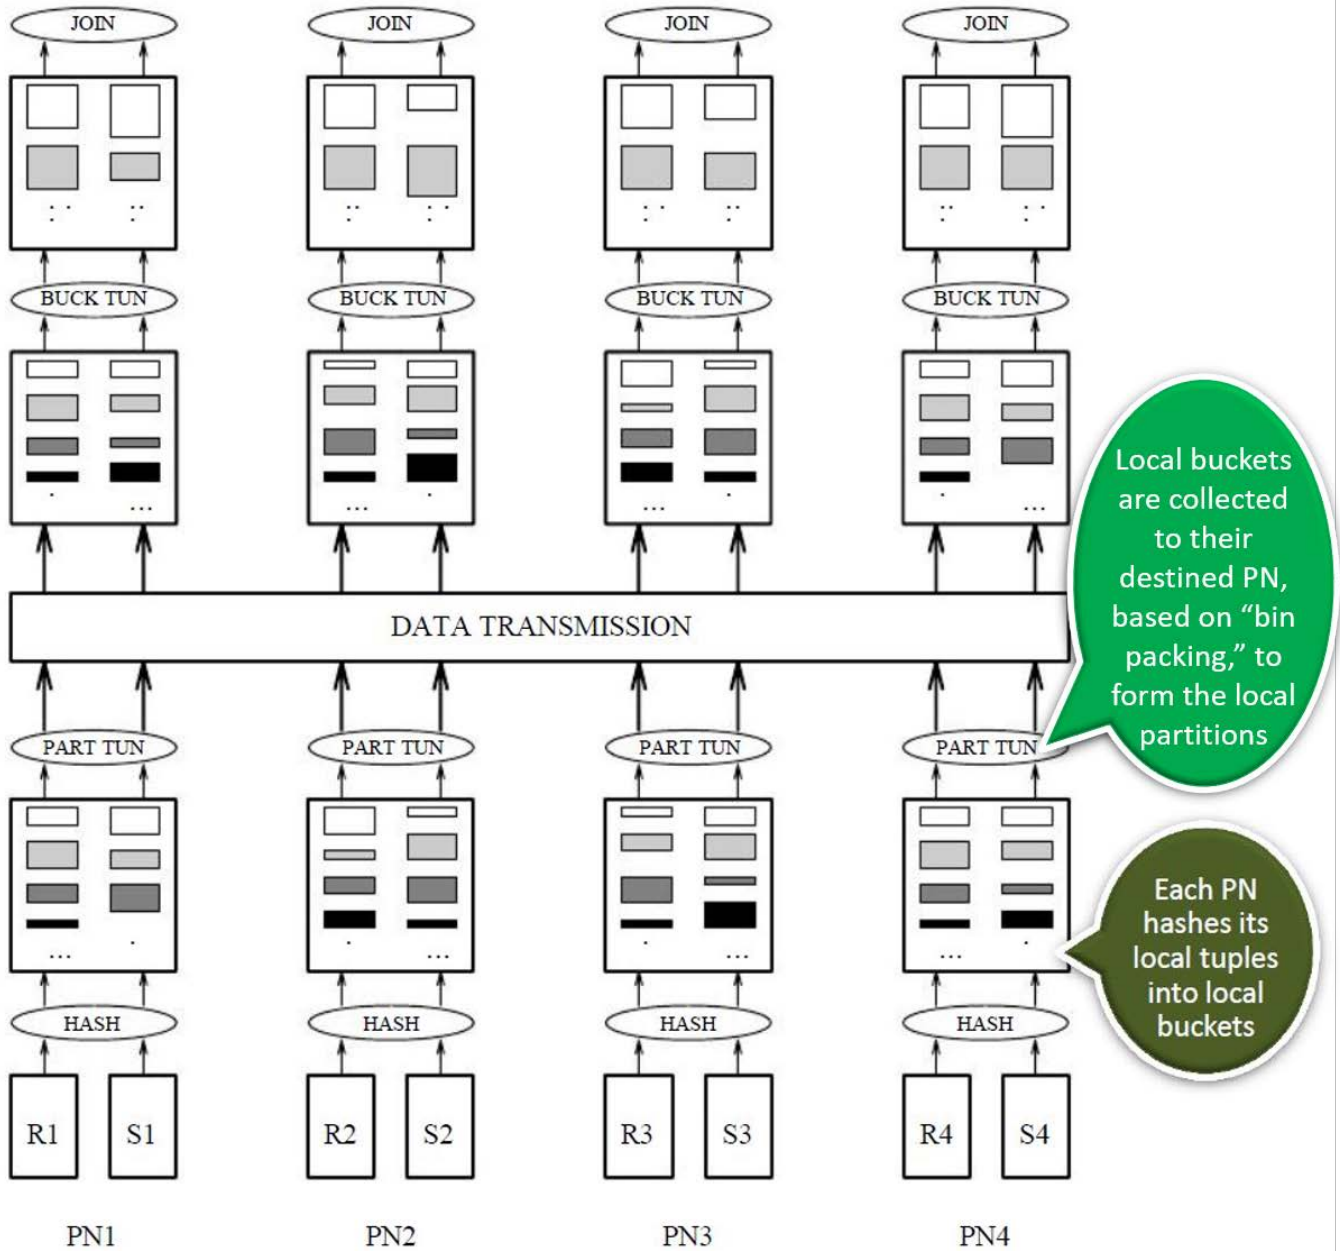 JOIN JOIN JOIN JOIN
BUCK TUN BUCK TUN BUCK TUN BUCK TUN
Local buckets
are collected
to their
destined PN,
based on “bin
packing,” to
form the local
partitions
DATA TRANSMISSION
PART TUN PART TUN PART TUN PART TUN
Each PN
hashes its
local tuples
into local
buckets
... ... ... ...
HASH HASH HASH HASH
R1 S1 R2 S2 R3 S3 R4 S4
PN1 PN2 PN3 PN4